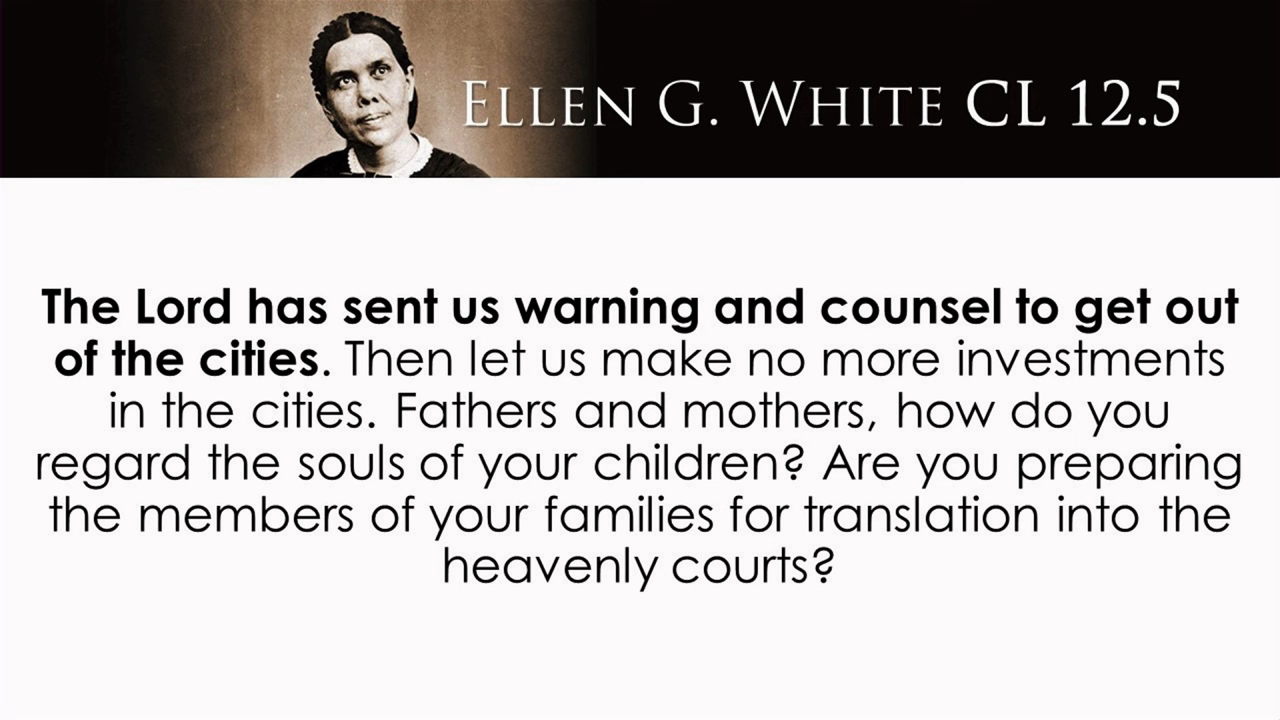 Ellen G. White CL 12.5
The Lord has sent us warning and counsel to get out
of the cities. Then let us make no more investments
in the cities. Fathers and mothers, how do you
regard the souls of your children? Are you preparing
the members of your families for translation into the
heavenly courts?